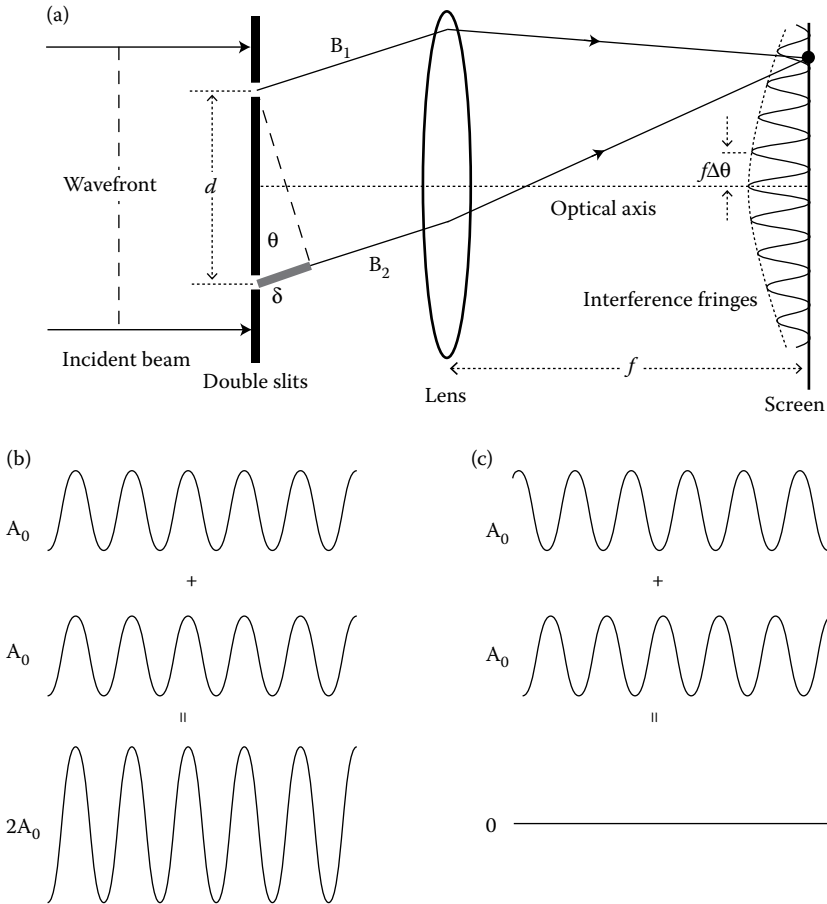 (a)
B₁
Wavefront
d
fΔθ
Optical axis
θ
B₂
δ
Interference fringes
Incident beam
Double slits
f
Lens
Screen
(b)
(c)
A₀
A₀
+
+
A₀
A₀
=
=
2A₀
0